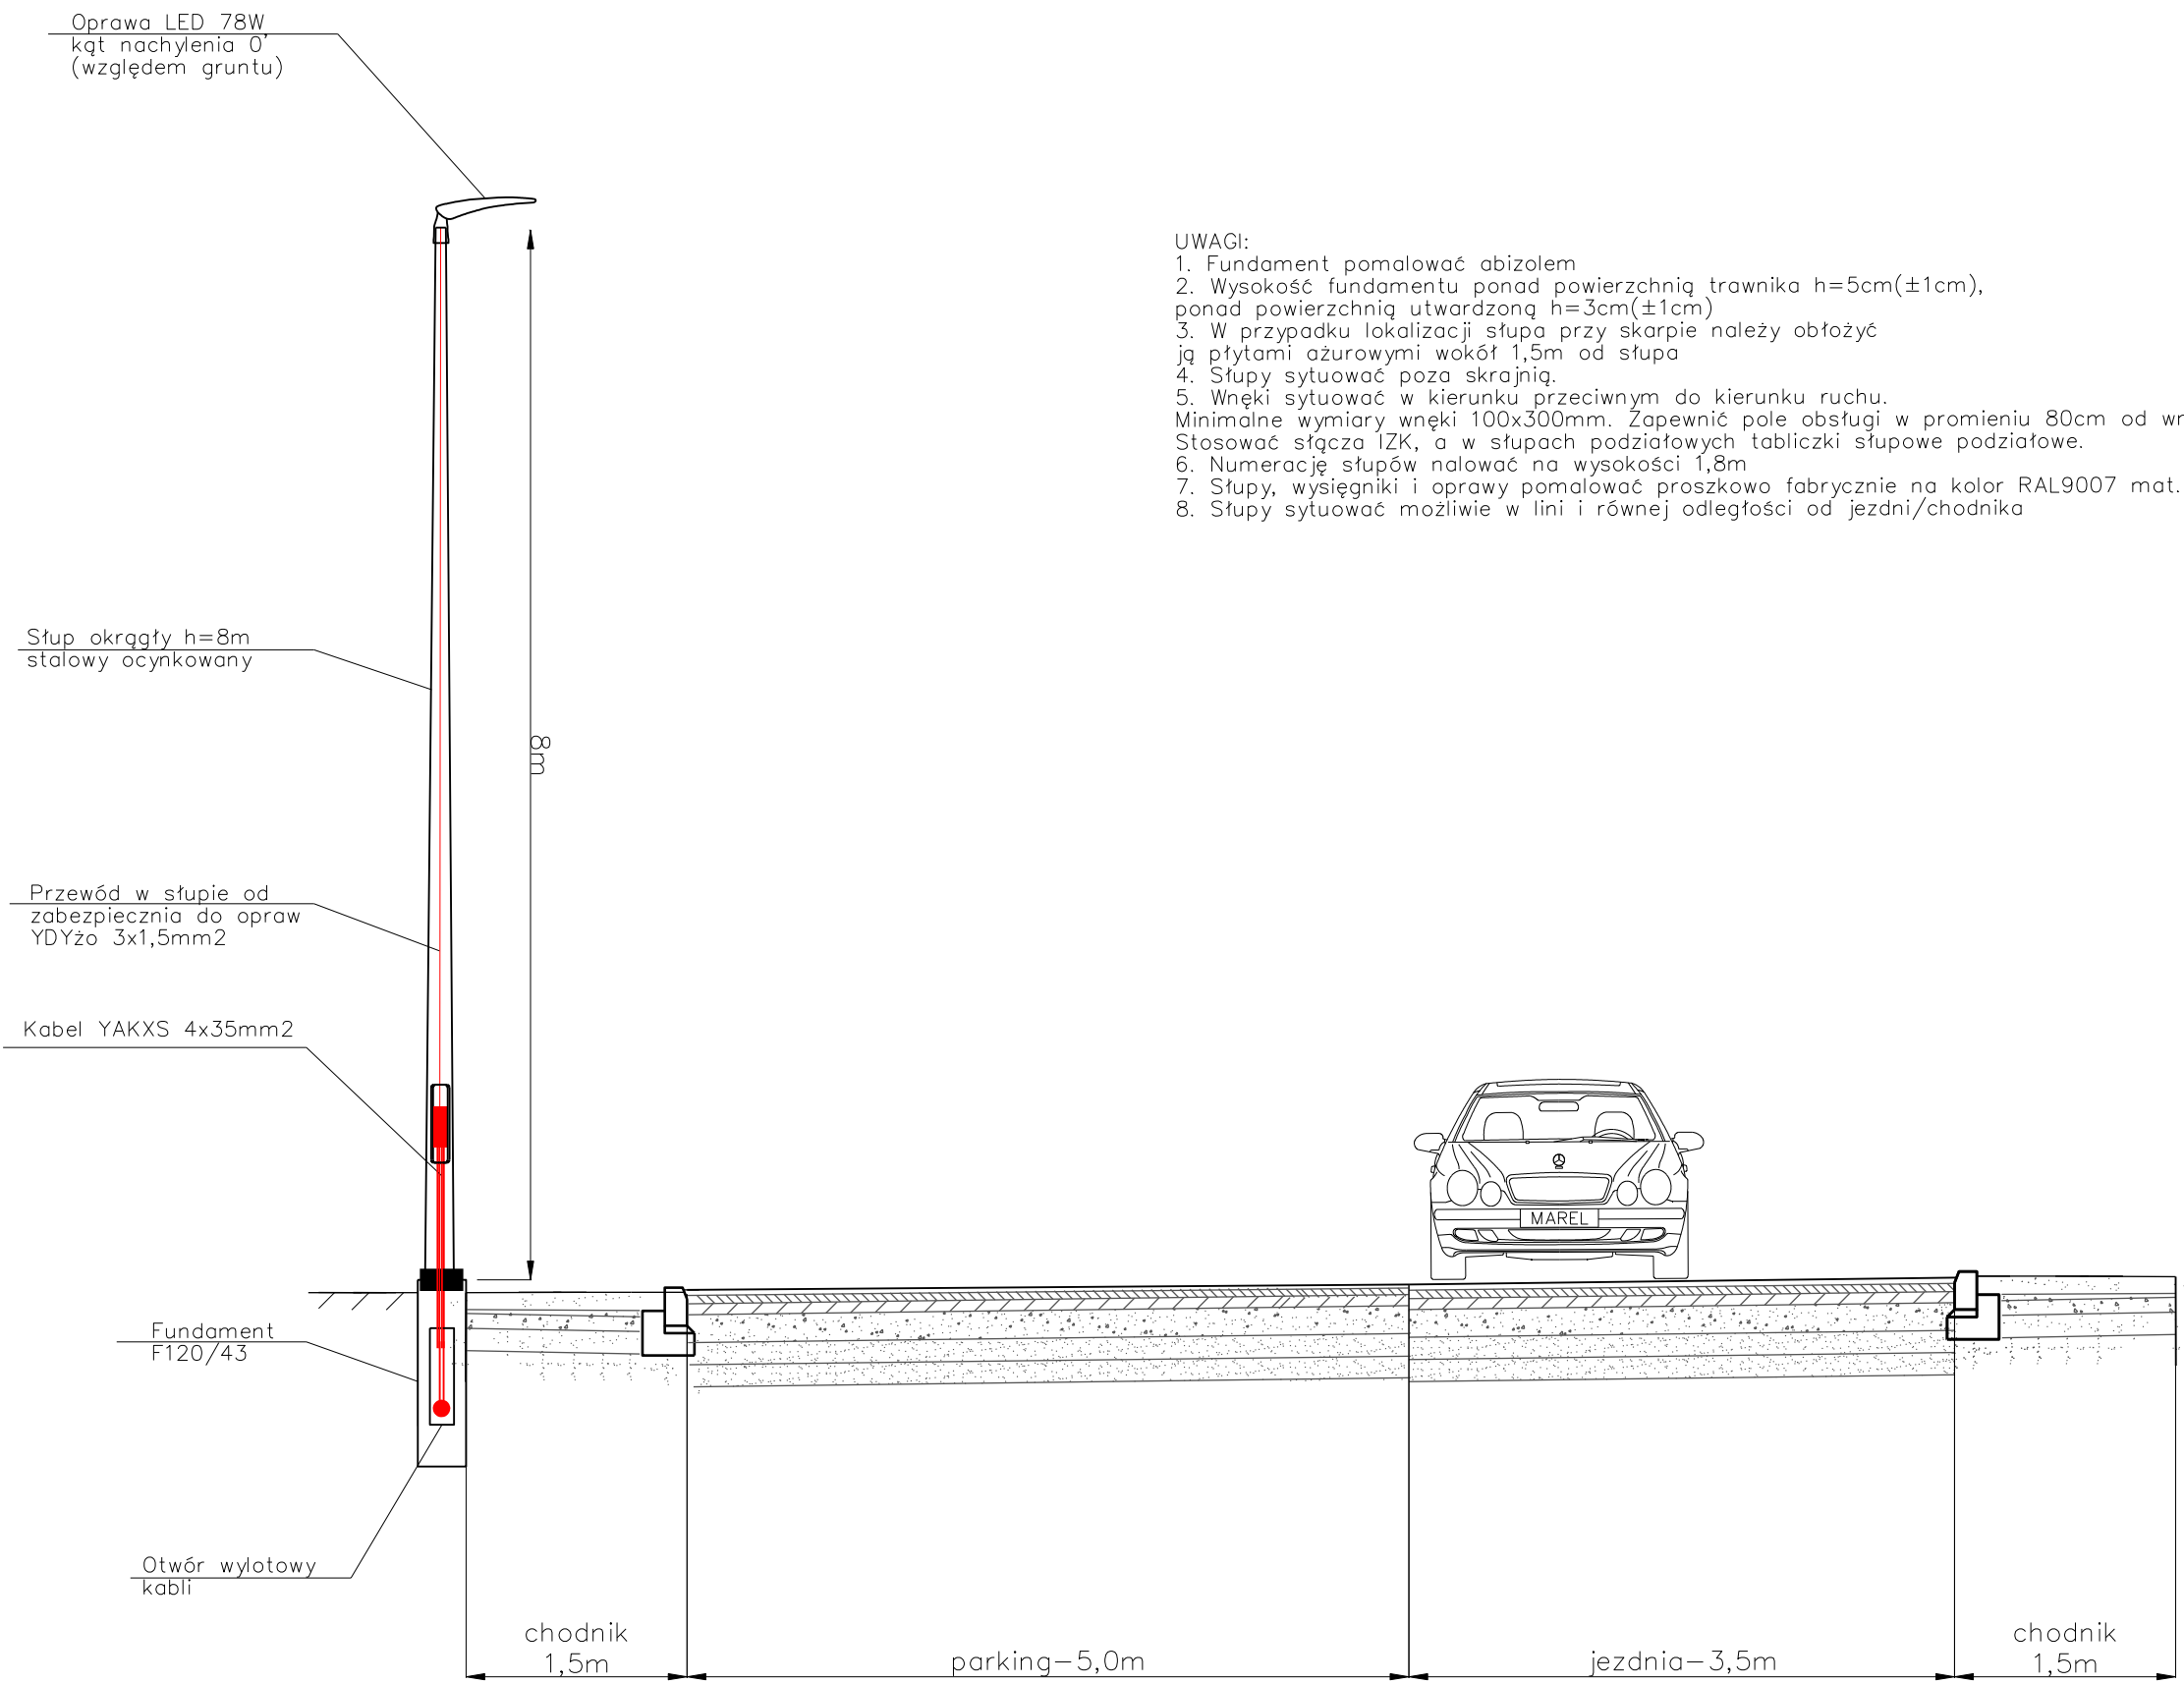 Oprawa LED 78W
kąt nachylenia 0'
(względem gruntu)
UWAGI:
1. Fundament pomalować abizolem
2. Wysokość fundamentu ponad powierzchnią trawnika h=5cm(±1cm),
ponad powierzchnią utwardzoną h=3cm(±1cm)
3. W przypadku lokalizacji słupa przy skarpie należy obłożyć
ją płytami ażurowymi wokół 1,5m od słupa
4. Słupy sytuować poza skrajnią.
5. Wnęki sytuować w kierunku przeciwnym do kierunku ruchu.
Minimalne wymiary wnęki 100x300mm. Zapewnić pole obsługi w promieniu 80cm od
Stosować słącza IZK, a w słupach podziałowych tabliczki słupowe podziałowe.
6. Numerację słupów nalować na wysokości 1,8m
7. Słupy, wysięgniki i oprawy pomalować proszkowo fabrycznie na kolor RAL9007 mat.
8. Słupy sytuować możliwie w lini i równej odległości od jezdni/chodnika
Słup okrągły h=8m
stalowy ocynkowany
8m
Przewód w słupie od
zabezpiecznia do opraw
YDYżo 3x1,5mm2
Kabel YAKXS 4x35mm2
MAREL
Fundament
F120/43
Otwór wylotowy
kabli
chodnik
1,5m
parking-5,0m
jezdnia-3,5m
chodnik
1,5m